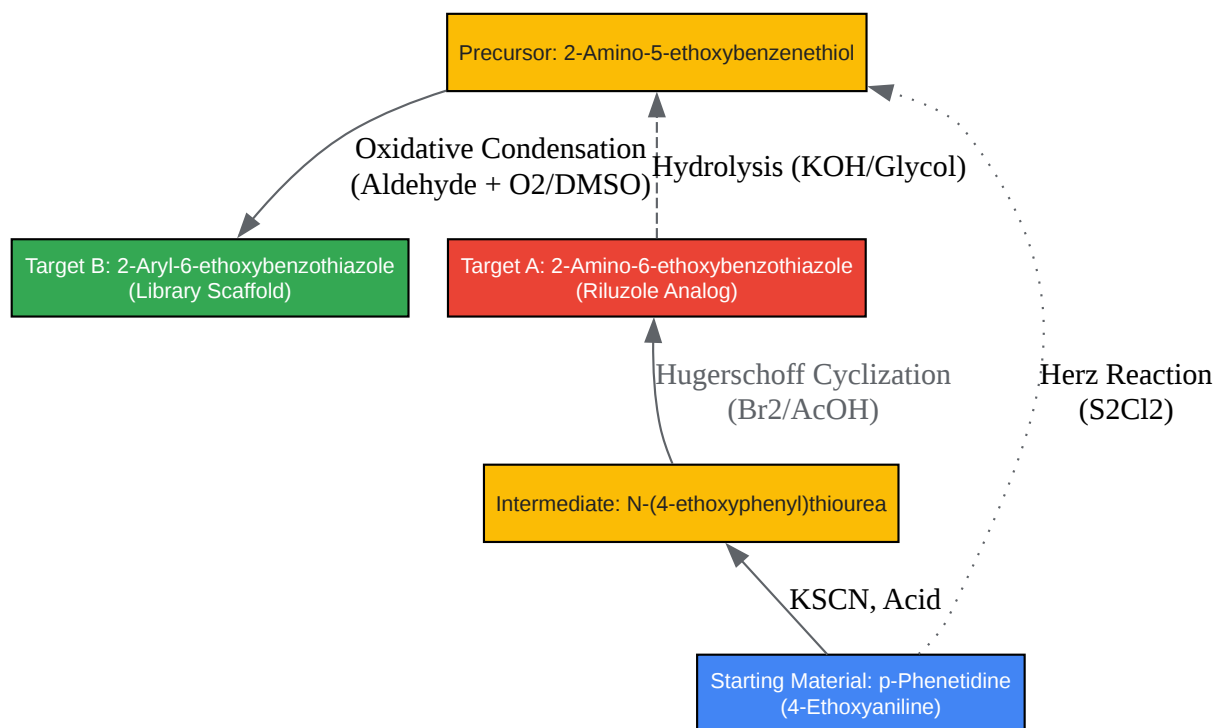 Precursor: 2-Amino-5-ethoxybenzenethiol
Oxidative Condensation
(Aldehyde + O2/DMSO)
Hydrolysis (KOH/Glycol)
Target B: 2-Aryl-6-ethoxybenzothiazole
(Library Scaffold)
Target A: 2-Amino-6-ethoxybenzothiazole
(Riluzole Analog)
Hugerschoff Cyclization
(Br2/AcOH)
Herz Reaction
(S2Cl2)
Intermediate: N-(4-ethoxyphenyl)thiourea
KSCN, Acid
Starting Material: p-Phenetidine
(4-Ethoxyaniline)